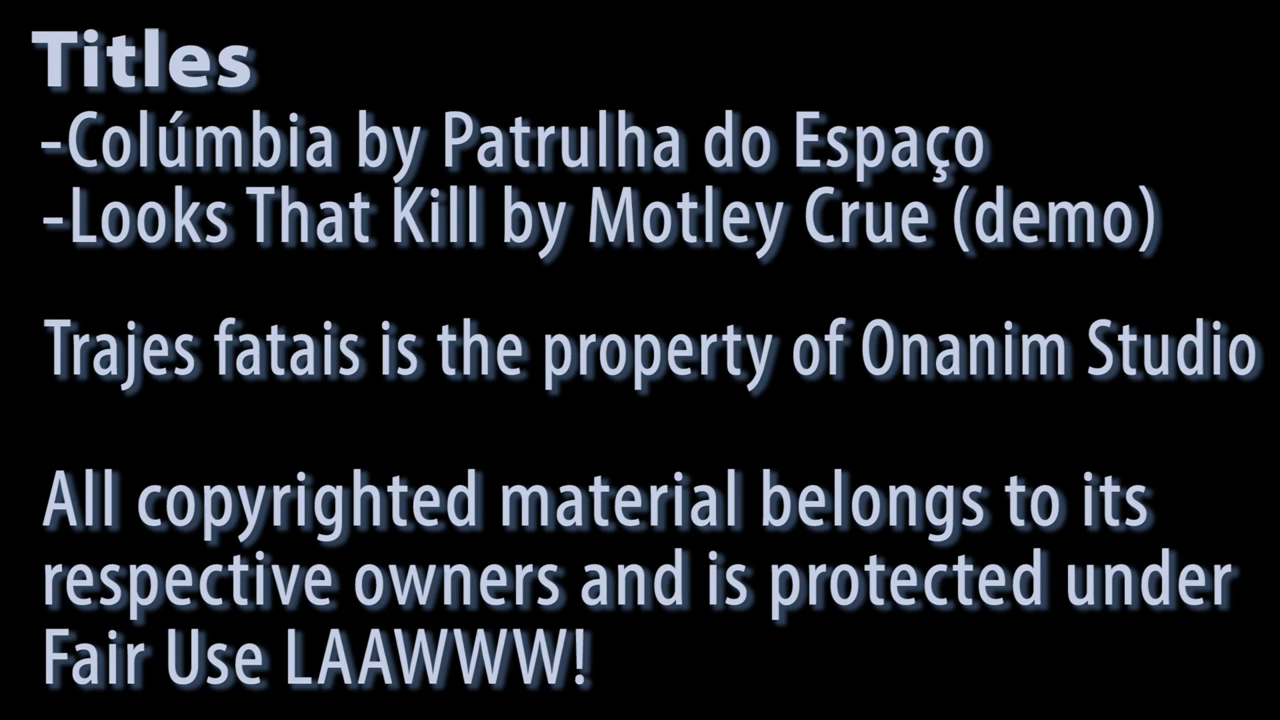 Titles
-Colúmbia by Patrulha do Espaço
-Looks That Kill by Motley Crue (demo)
Trajes fatais is the property of Onanim Studio
All copyrighted material belongs to its
respective owners and is protected under
Fair Use LAAWWW!